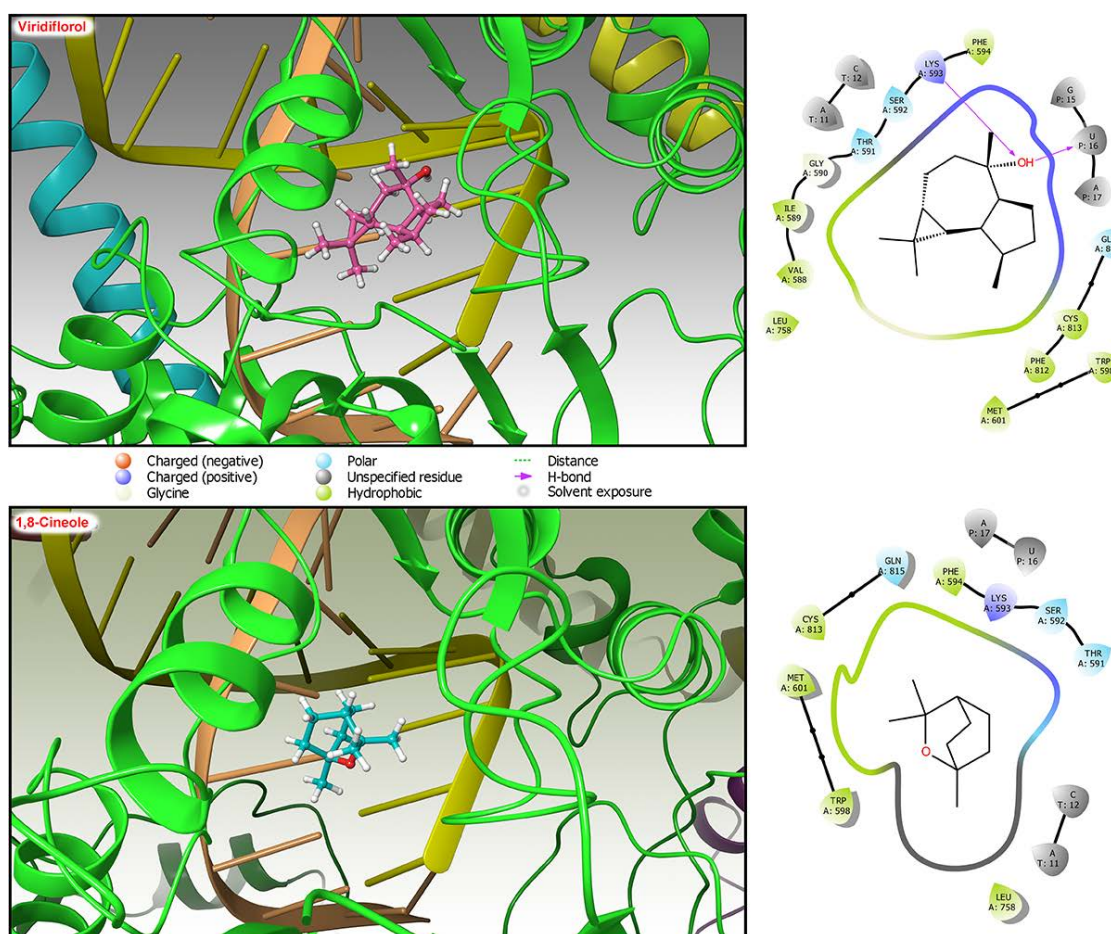 Viridiflorol
PHE
A: 594
LYS
A: 593
C
T: 12
SER
A: 592
A
T: 11
G
P: 15
THR
A: 591
U
P: 16
OH
GLY
A: 590
A
P: 17
ILE
A: 589
VAL
A: 588
LEU
A: 758
CYS
A: 813
PHE
A: 812
TRP
MET
A: 601
Charged (negative)
Charged (positive)
Glycine
Polar
Unspecified residue
Hydrophobic
Distance
H-bond
Solvent exposure
1,8-Cineole
A
P: 17
U
P: 16
GLN
A: 815
PHE
A: 594
LYS
A: 593
SER
A: 592
CYS
A: 813
THR
A: 591
MET
A: 601
O
TRP
A: 598
C
T: 12
A
T: 11
LEU
A: 758